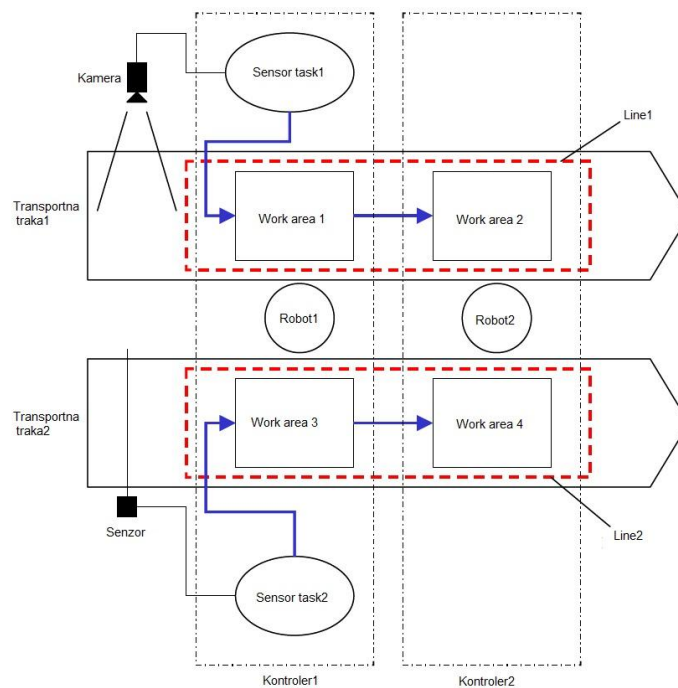 Sensor task1
Kamera
Line1
Transportna
traka1
Work area 1
Work area 2
Robot1
Robot2
Transportna
traka2
Work area 3
Work area 4
Senzor
Line2
Sensor task2
Kontroler1
Kontroler2